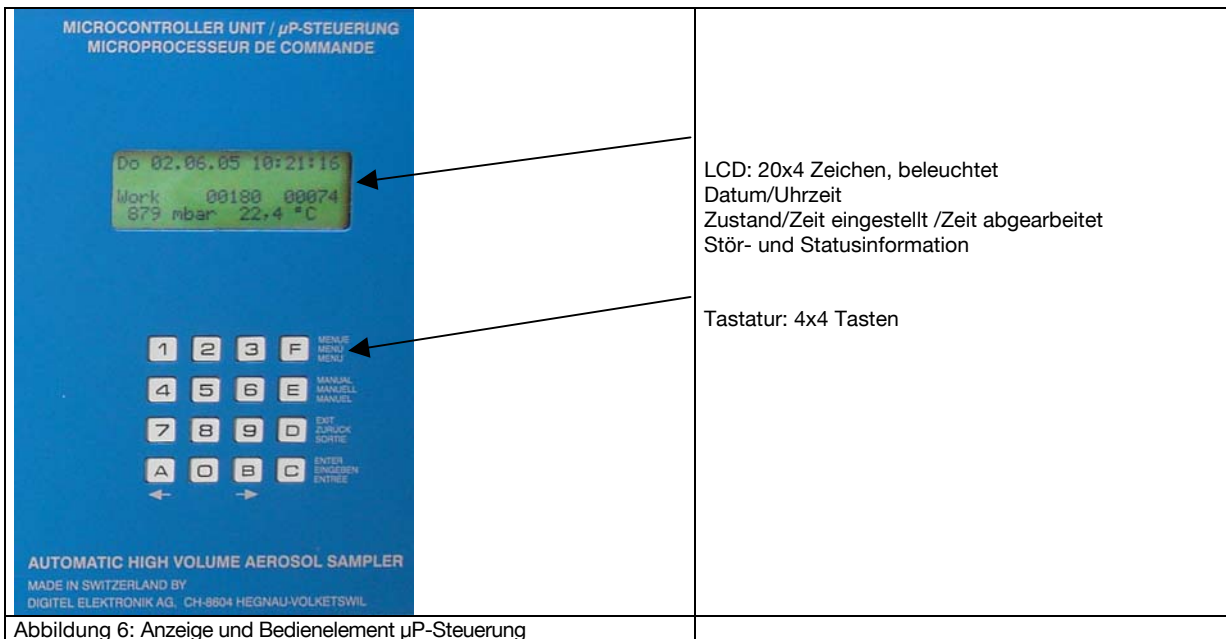 MICROCONTROLLER UNIT / µP-STEUERUNG
MICROPROCESSEUR DE COMMANDE
Do 02.06.05 10:21:16
Work 00180 00074
879 mbar 22,4 °C
LCD: 20x4 Zeichen, beleuchtet
Datum/Uhrzeit
Zustand/Zeit eingestellt /Zeit abgearbeitet
Stör- und Statusinformation
Tastatur: 4x4 Tasten
1 2 3 F
MENUE
MENÜ
MENU
4 5 6 E
MANUAL
MANUELL
MANUEL
7 8 9 D
EXIT
ZURÜCK
SORTIE
A 0 B C
ENTER
EINGEBEN
ENTRÉE
AUTOMATIC HIGH VOLUME AEROSOL SAMPLER
MADE IN SWITZERLAND BY
DIGITEL ELEKTRONIK AG, CH-8604 HEGNAU-VOLKETSWIL
Abbildung 6: Anzeige und Bedienelement µP-Steuerung